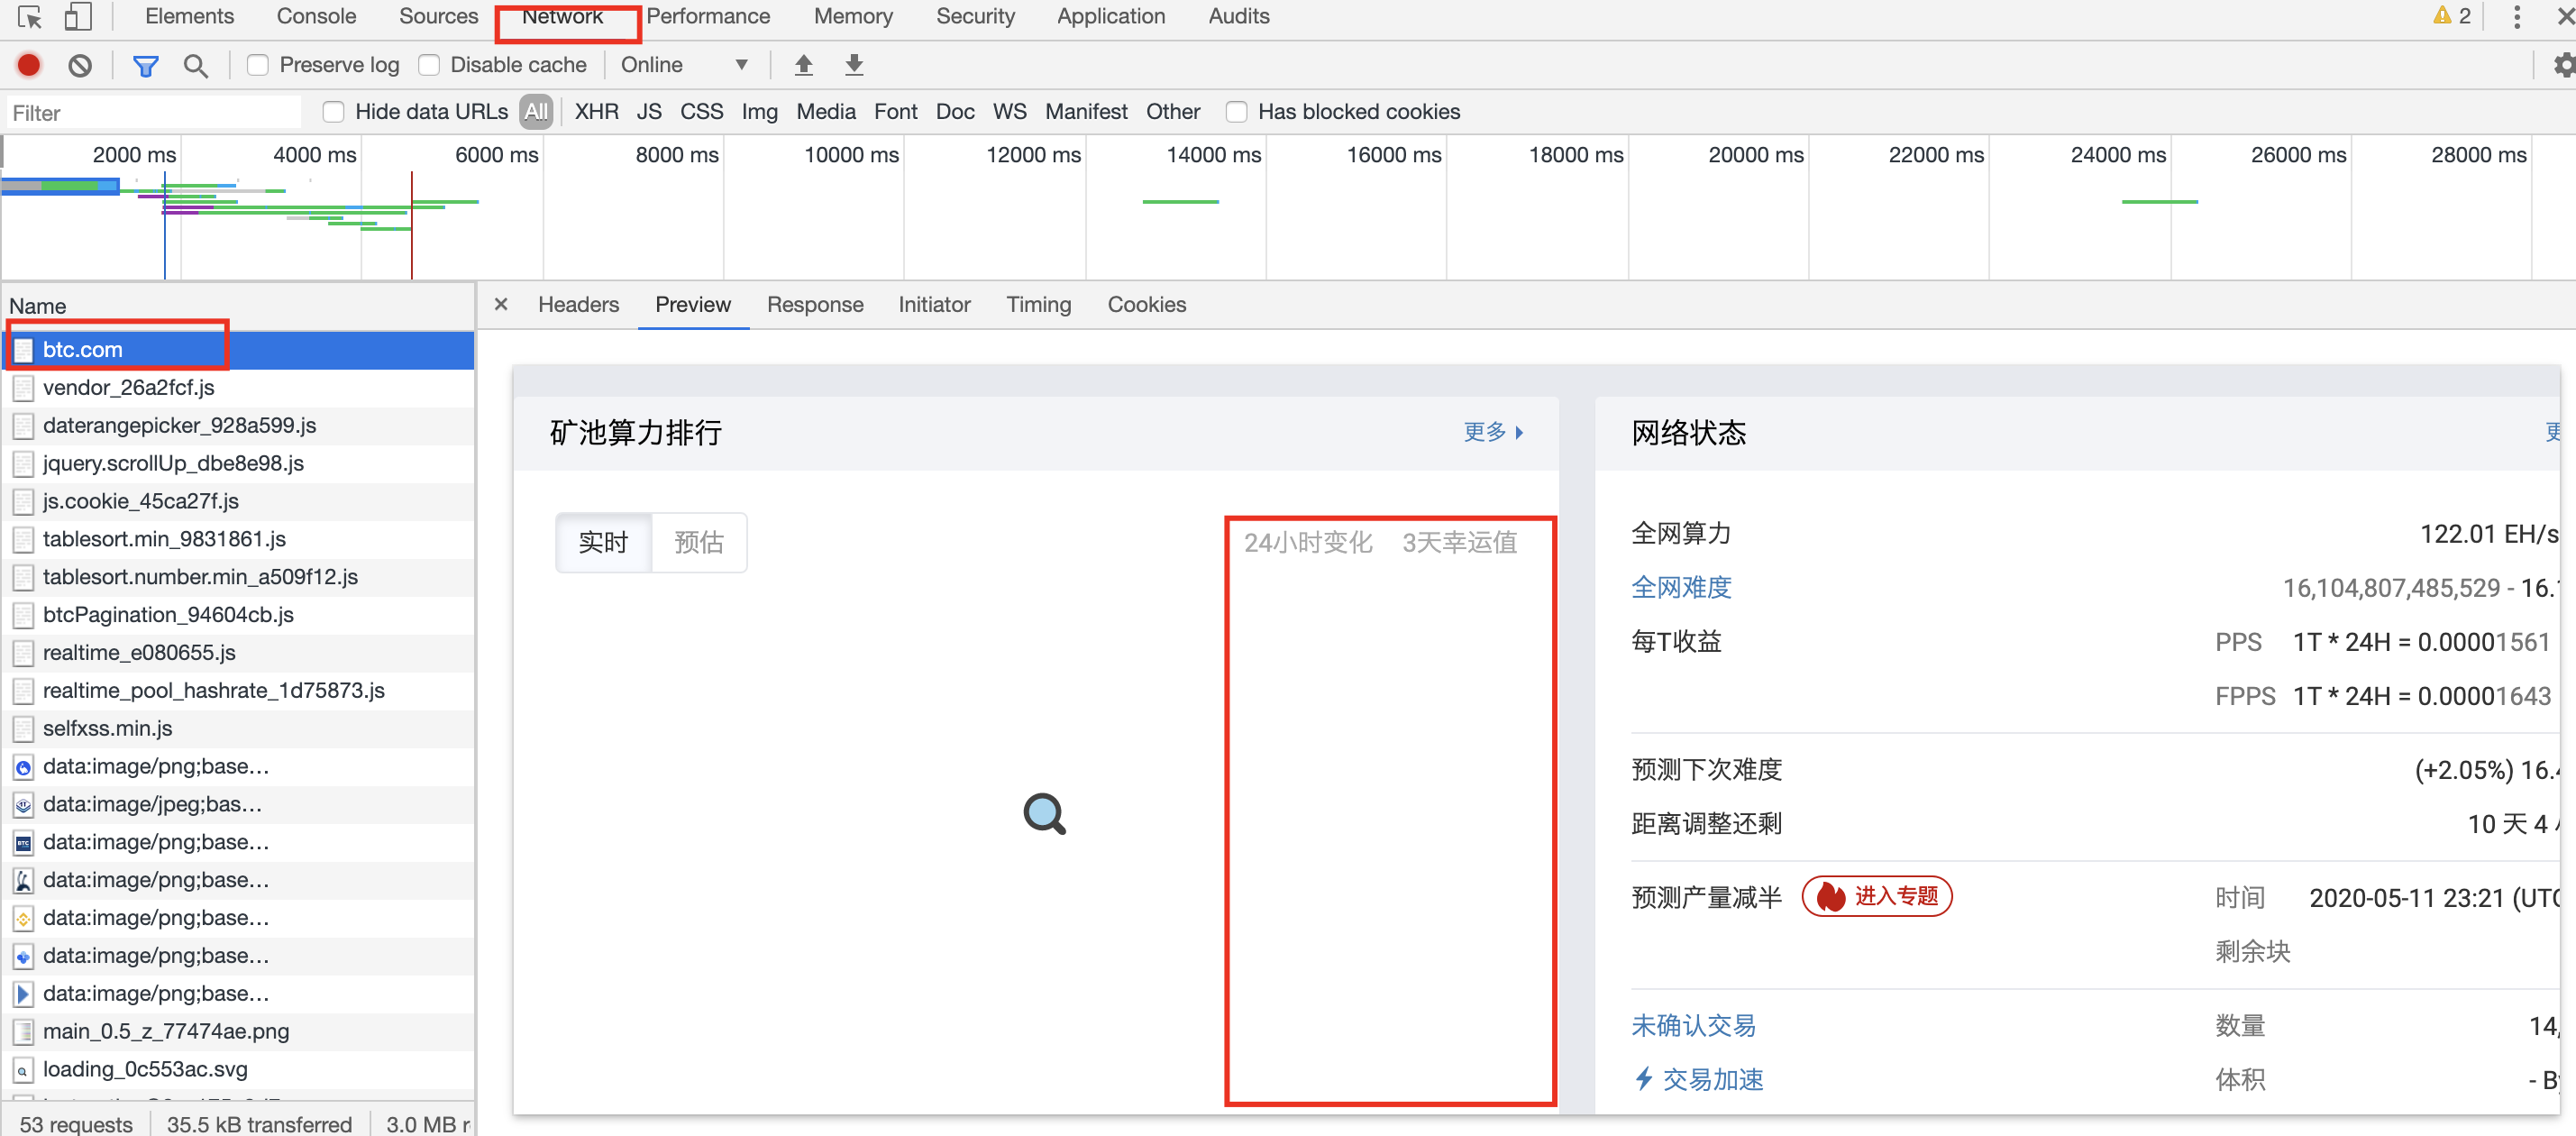 Elements Console Sources Network Performance Memory Security Application Audits 2
Preserve log Disable cache Online
Filter Hide data URLs All XHR JS CSS Img Media Font Doc WS Manifest Other Has blocked cookies
2000 ms 4000 ms 6000 ms 8000 ms 10000 ms 12000 ms 14000 ms 16000 ms 18000 ms 20000 ms 22000 ms 24000 ms 26000 ms 28000 ms
Name
btc.com
vendor_26a2fcf.js
daterangepicker_928a599.js
jquery.scrollUp_dbe8e98.js
js.cookie_45ca27f.js
tablesort.min_9831861.js
tablesort.number.min_a509f12.js
btcPagination_94604cb.js
realtime_e080655.js
realtime_pool_hashrate_1d75873.js
selfxss.min.js
data:image/png;base…
data:image/jpeg;bas…
data:image/png;base…
data:image/png;base…
data:image/png;base…
data:image/png;base…
data:image/png;base…
main_0.5_z_77474ae.png
loading_0c553ac.svg
53 requests 35.5 kB transferred 3.0 MB
Headers Preview Response Initiator Timing Cookies
矿池算力排行 更多
实时 预估 24小时变化 3天幸运值
网络状态
全网算力 122.01 EH/s
全网难度 16,104,807,485,529 - 16.
每T收益 PPS 1T * 24H = 0.00001561
FPPS 1T * 24H = 0.00001643
预测下次难度 (+2.05%) 16.
距离调整还剩 10 天 4
预测产量减半 进入专题 时间 2020-05-11 23:21 (UTC
剩余块
未确认交易 数量 14,
交易加速 体积 - B